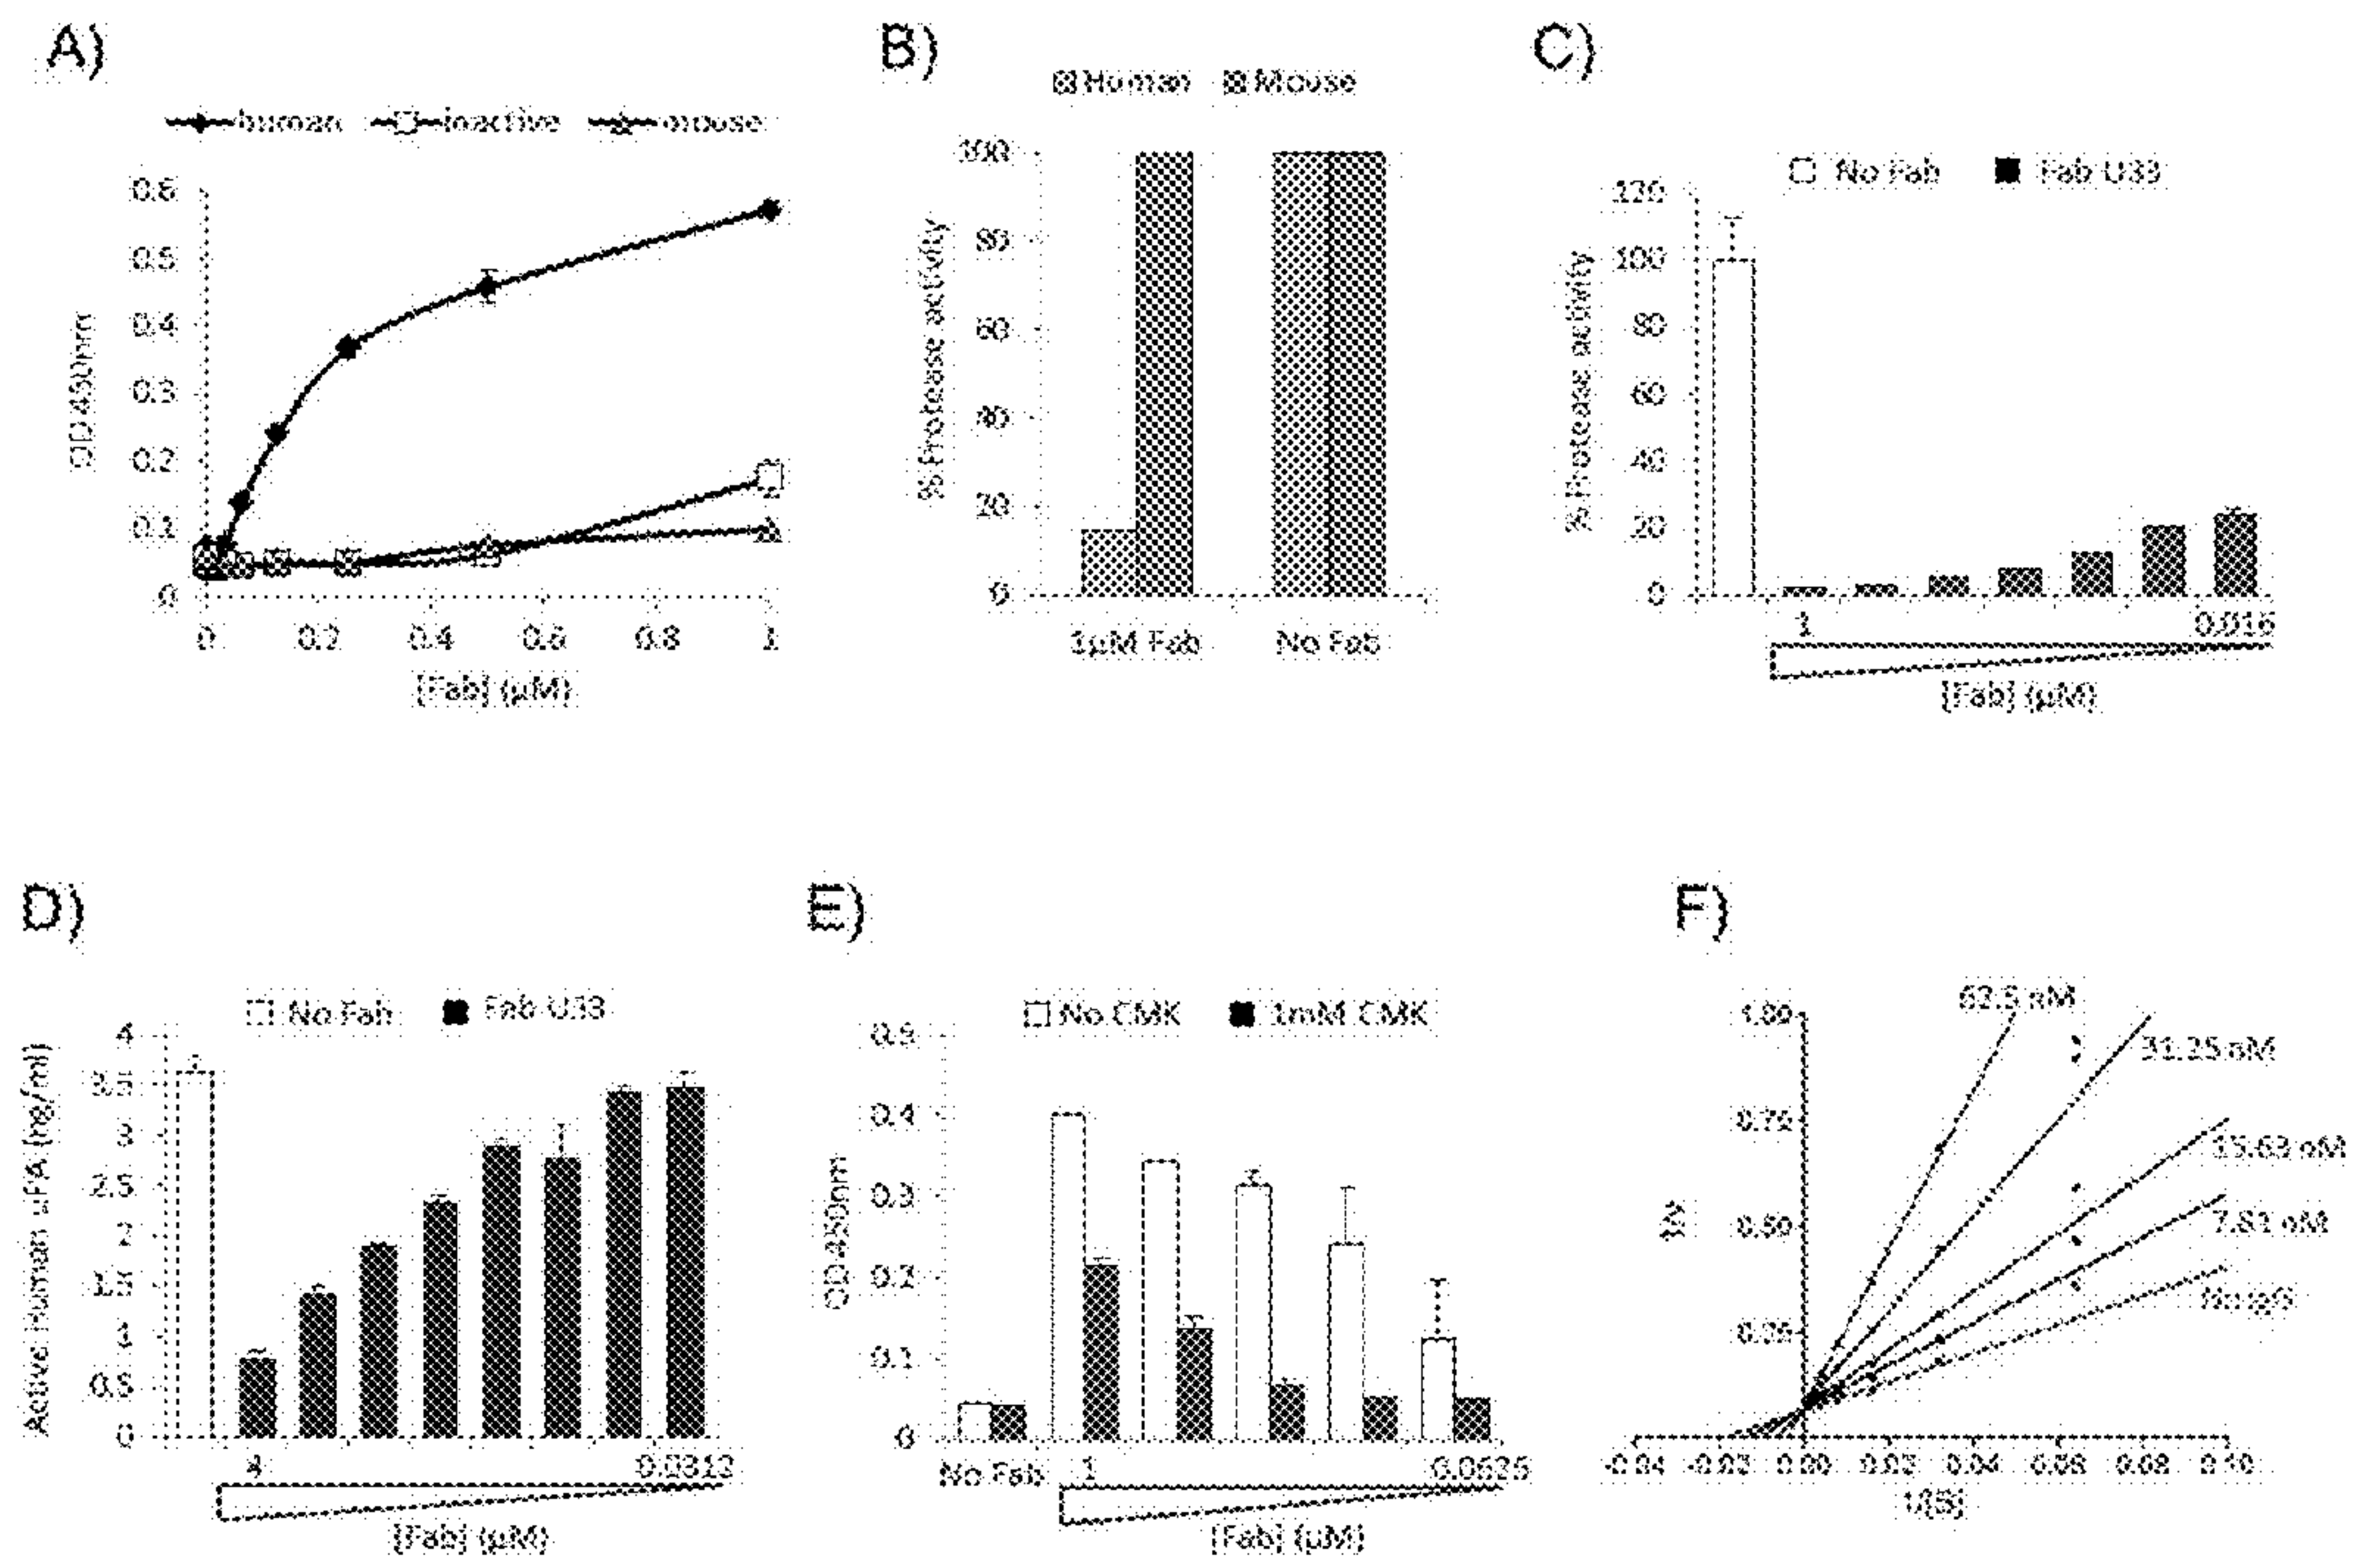 A)
human inactive mouse
0.6
0.5
0.4
0.3
0.2
0.1
0
OD 450nm
0 0.2 0.4 0.6 0.8 1
[Fab] (µM)
B)
Human Mouse
100
80
60
40
20
0
% Protease activity
1µM Fab No Fab
C)
No Fab Fab U33
120
100
80
60
40
20
0
% Protease activity
1 0.016
[Fab] (µM)
D)
No Fab Fab U33
4
3.5
3
2.5
2
1.5
1
0.5
0
Active Human uPA (ng/ml)
4 0.0313
[Fab] (µM)
E)
No CMK 1mM CMK
0.5
0.4
0.3
0.2
0.1
0
OD 450nm
No Fab 1 0.0625
[Fab] (µM)
F)
62.5 nM
31.25 nM
15.63 nM
7.81 nM
No IgG
1.00
0.75
0.50
0.25
1/V
-0.04 -0.02 0.00 0.02 0.04 0.06 0.08 0.10
1/[S]